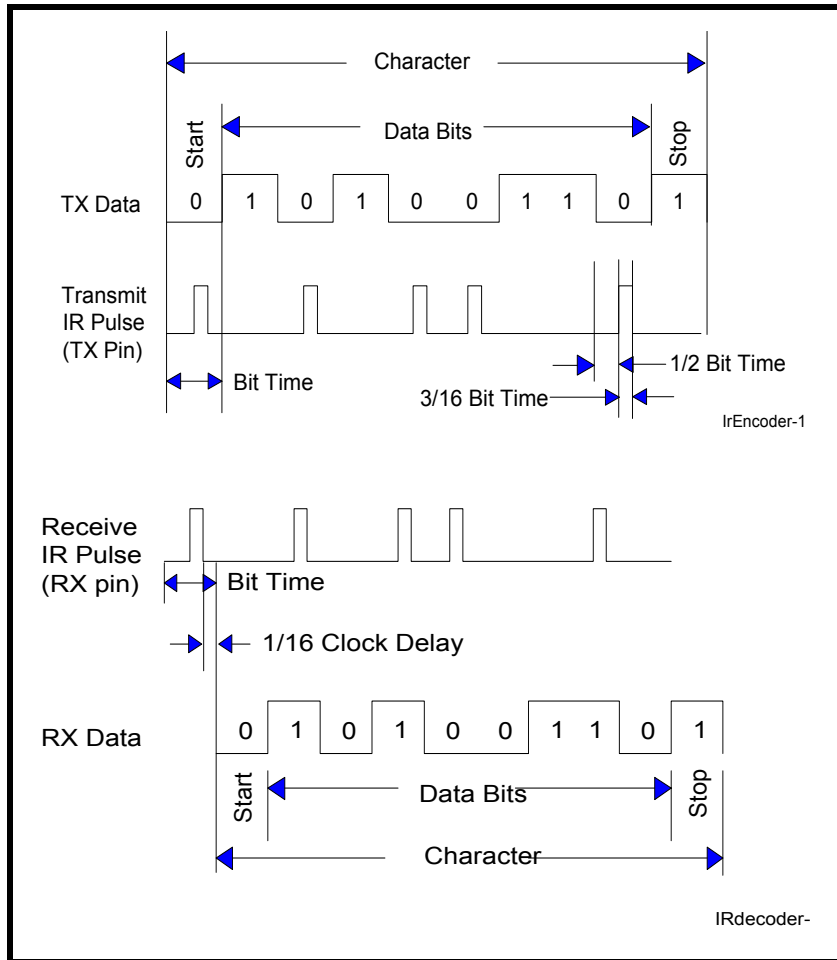 Character
Start
Data Bits
Stop
TX Data
0 1 0 1 0 0 1 1 0 1
Transmit
IR Pulse
(TX Pin)
Bit Time
1/2 Bit Time
3/16 Bit Time
IrEncoder-1
Receive
IR Pulse
(RX pin)
Bit Time
1/16 Clock Delay
RX Data
0 1 0 1 0 0 1 1 0 1
Start
Data Bits
Stop
Character
IRdecoder-